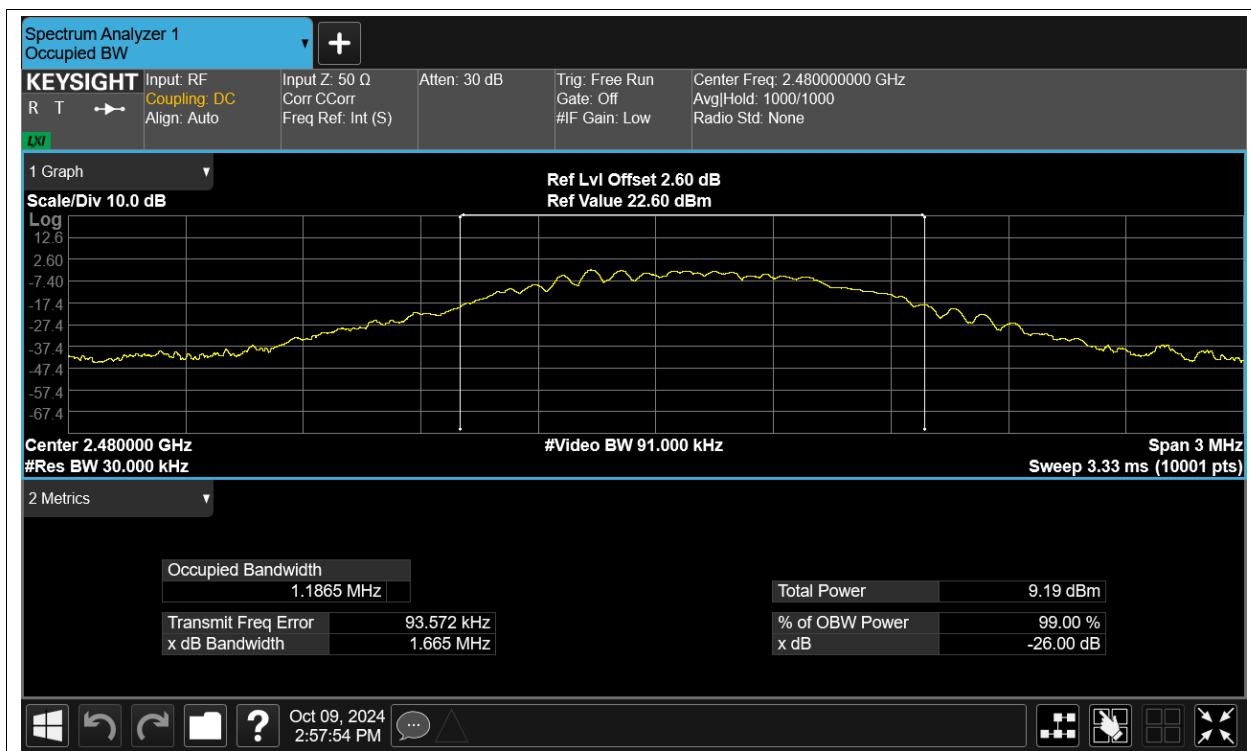 Spectrum Analyzer 1
Occupied BW
KEYSIGHT
R T
LXI
Input: RF
Coupling: DC
Align: Auto
Input Z: 50 Ω
Corr CCorr
Freq Ref: Int (S)
Atten: 30 dB
Trig: Free Run
Gate: Off
#IF Gain: Low
Center Freq: 2.480000000 GHz
Avg|Hold: 1000/1000
Radio Std: None
1 Graph
Scale/Div 10.0 dB
Ref Lvl Offset 2.60 dB
Ref Value 22.60 dBm
Log
12.6
2.60
-7.40
-17.4
-27.4
-37.4
-47.4
-57.4
-67.4
Center 2.480000 GHz
#Video BW 91.000 kHz
Span 3 MHz
#Res BW 30.000 kHz
Sweep 3.33 ms (10001 pts)
2 Metrics
Occupied Bandwidth
1.1865 MHz
Transmit Freq Error 93.572 kHz
x dB Bandwidth 1.665 MHz
Total Power 9.19 dBm
% of OBW Power 99.00 %
x dB -26.00 dB
Oct 09, 2024
2:57:54 PM